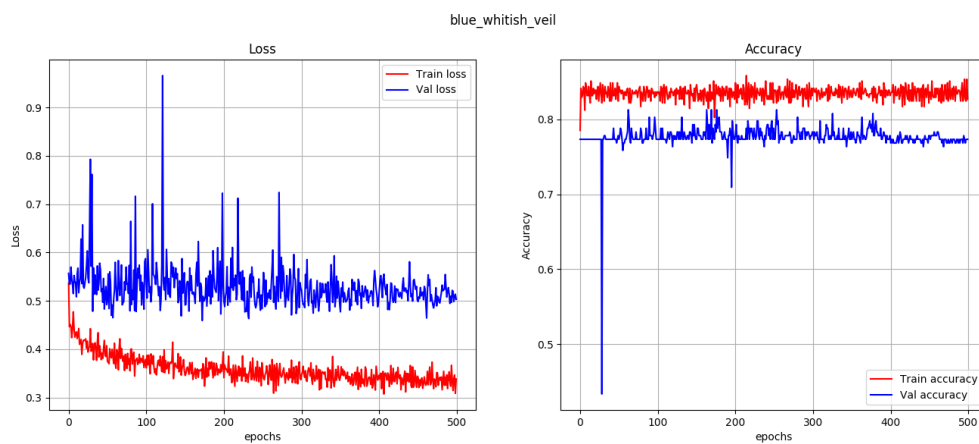 blue_whitish_veil
Loss
Train loss
Val loss
0.9
0.8
0.7
0.6
0.5
0.4
0.3
Loss
0
100
200
300
400
500
epochs
Accuracy
0.8
0.7
0.6
0.5
Accuracy
Train accuracy
Val accuracy
0
100
200
300
400
500
epochs